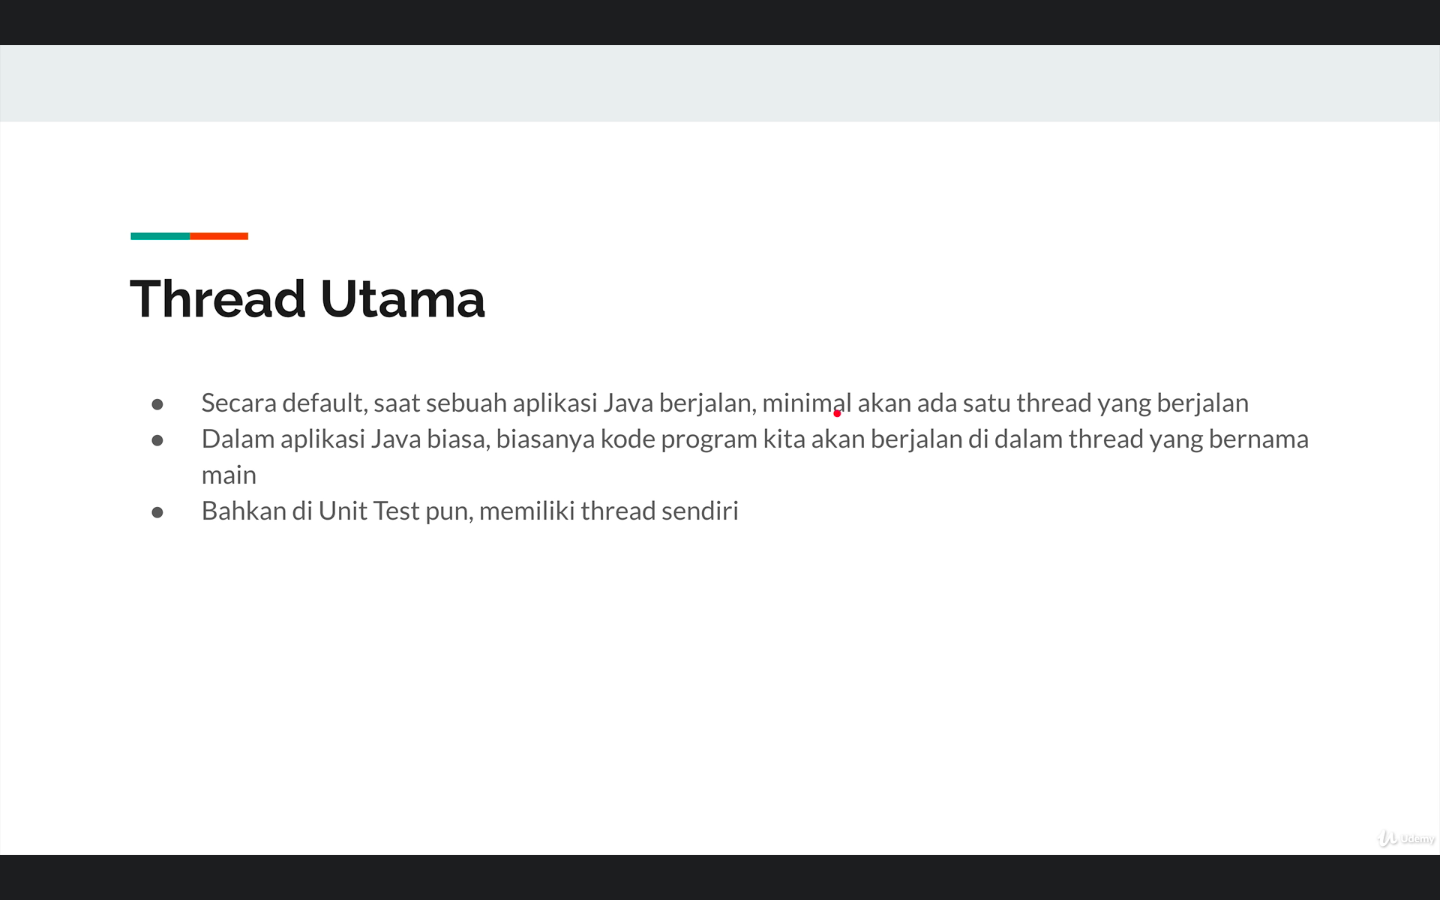 Thread Utama
● Secara default, saat sebuah aplikasi Java berjalan, minimal akan ada satu thread yang berjalan
● Dalam aplikasi Java biasa, biasanya kode program kita akan berjalan di dalam thread yang bernama
main
● Bahkan di Unit Test pun, memiliki thread sendiri
Udemy